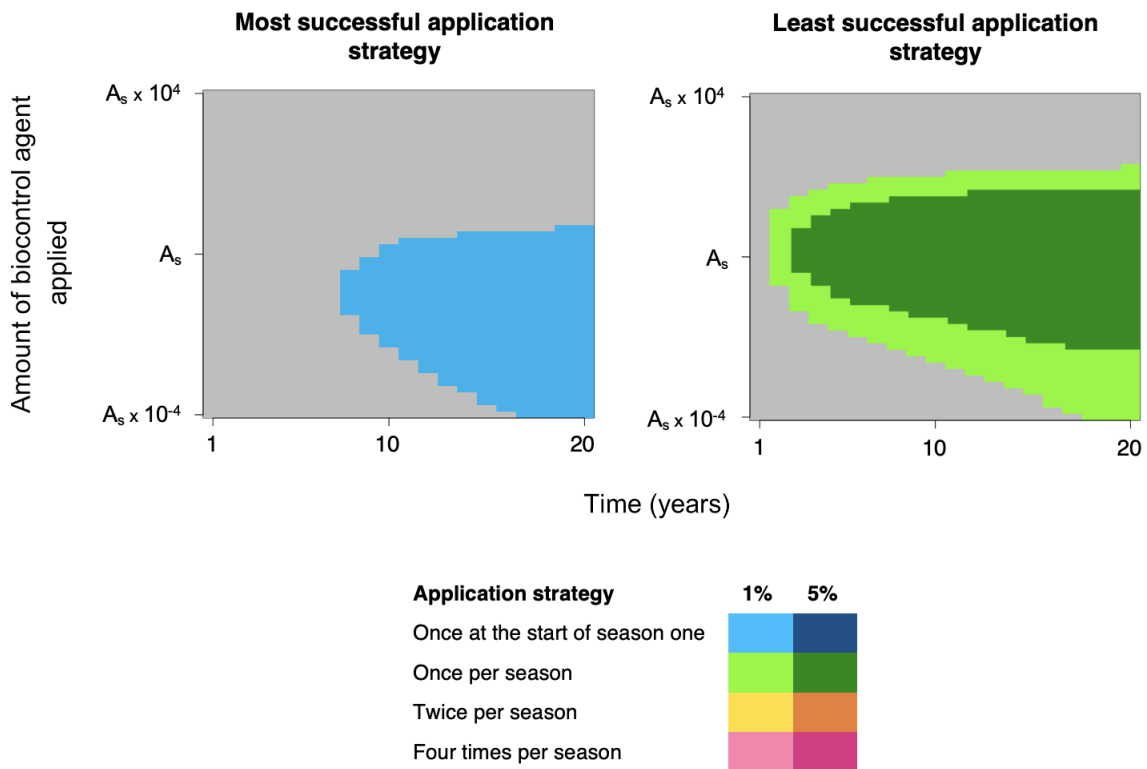 Most successful application
strategy
Least successful application
strategy
Amount of biocontrol agent
applied
Aₛ x 10⁴
Aₛ
Aₛ x 10⁻⁴
1
10
20
Aₛ x 10⁴
Aₛ
Aₛ x 10⁻⁴
1
10
20
Time (years)
Application strategy 1% 5%
Once at the start of season one
Once per season
Twice per season
Four times per season